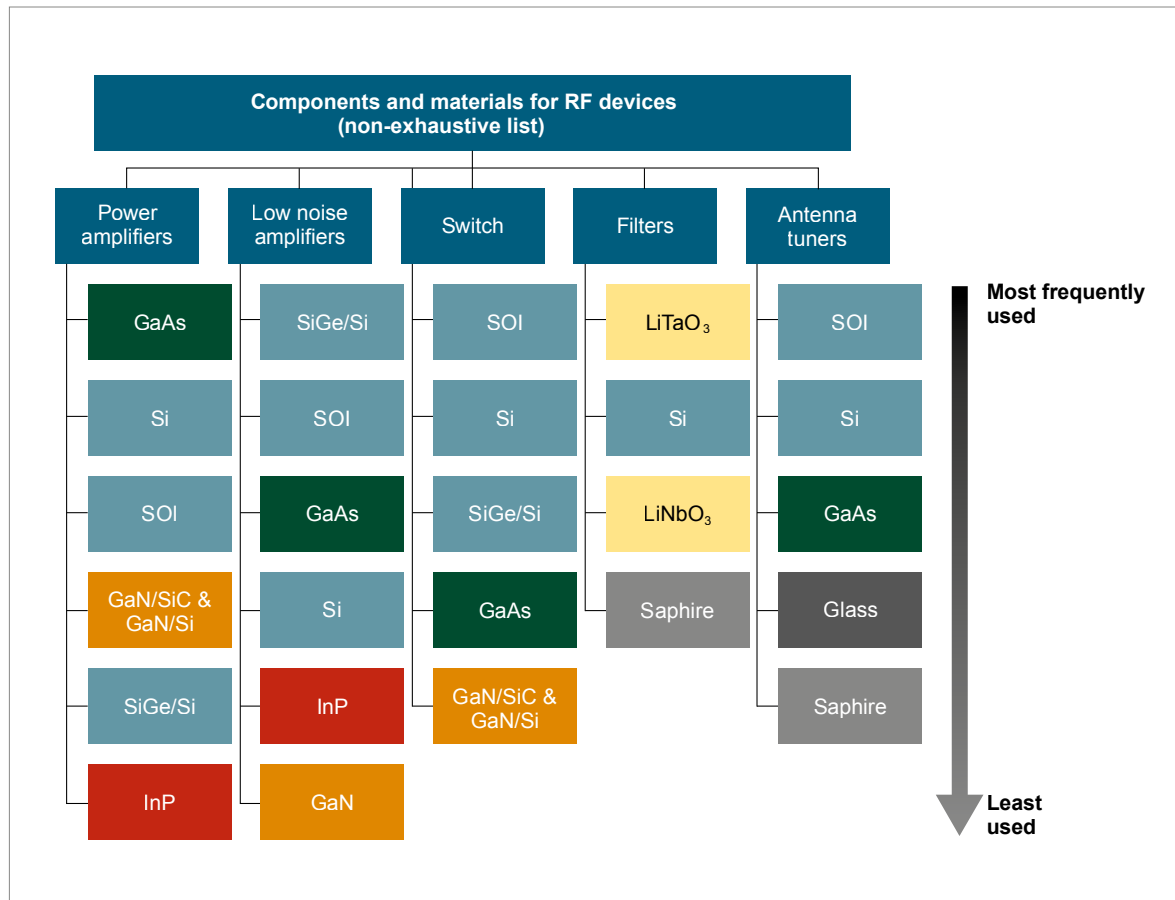 Components and materials for RF devices
(non-exhaustive list)
Power
amplifiers
Low noise
amplifiers
Switch
Filters
Antenna
tuners
GaAs
Si
SOI
GaN/SiC &
GaN/Si
SiGe/Si
InP
SiGe/Si
SOI
GaAs
Si
InP
GaN
SOI
Si
SiGe/Si
GaAs
GaN/SiC &
GaN/Si
LiTaO₃
Si
LiNbO₃
Saphire
SOI
Si
GaAs
Glass
Saphire
Most frequently
used
Least
used